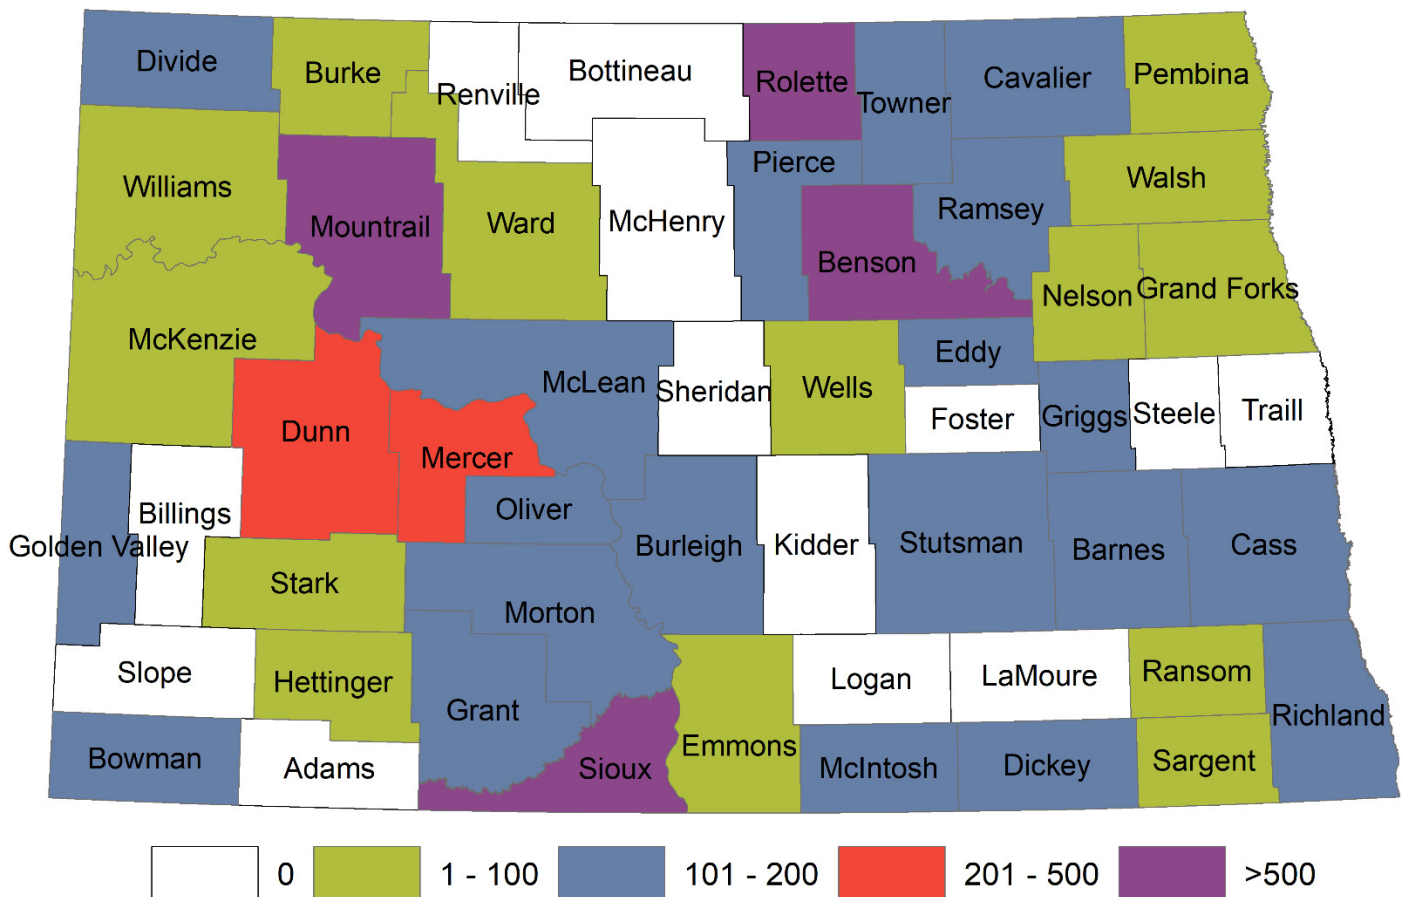 Divide
Burke
Renville
Bottineau
Rolette
Towner
Cavalier
Pembina
Williams
Mountrail
Ward
McHenry
Pierce
Benson
Ramsey
Walsh
Nelson
Grand Forks
McKenzie
Dunn
Mercer
McLean
Sheridan
Wells
Eddy
Foster
Griggs
Steele
Traill
Golden Valley
Billings
Stark
Oliver
Morton
Burleigh
Kidder
Stutsman
Barnes
Cass
Slope
Hettinger
Grant
Sioux
Emmons
Logan
LaMoure
Ransom
Richland
Bowman
Adams
McIntosh
Dickey
Sargent
0 1 - 100 101 - 200 201 - 500 >500